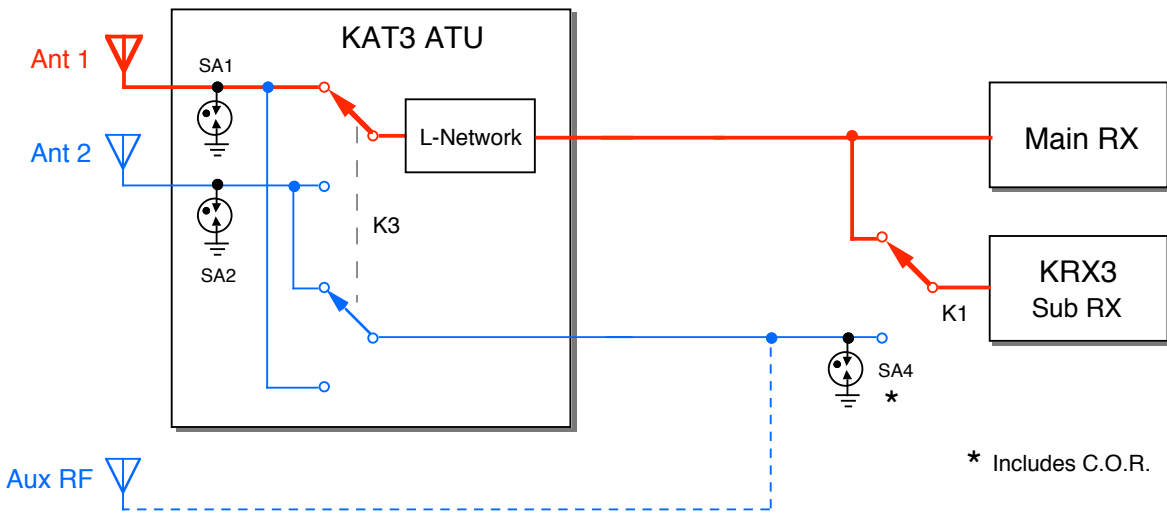 KAT3 ATU
Ant 1
SA1
L-Network
Main RX
Ant 2
K3
SA2
KRX3
Sub RX
K1
SA4
*
Aux RF
* Includes C.O.R.